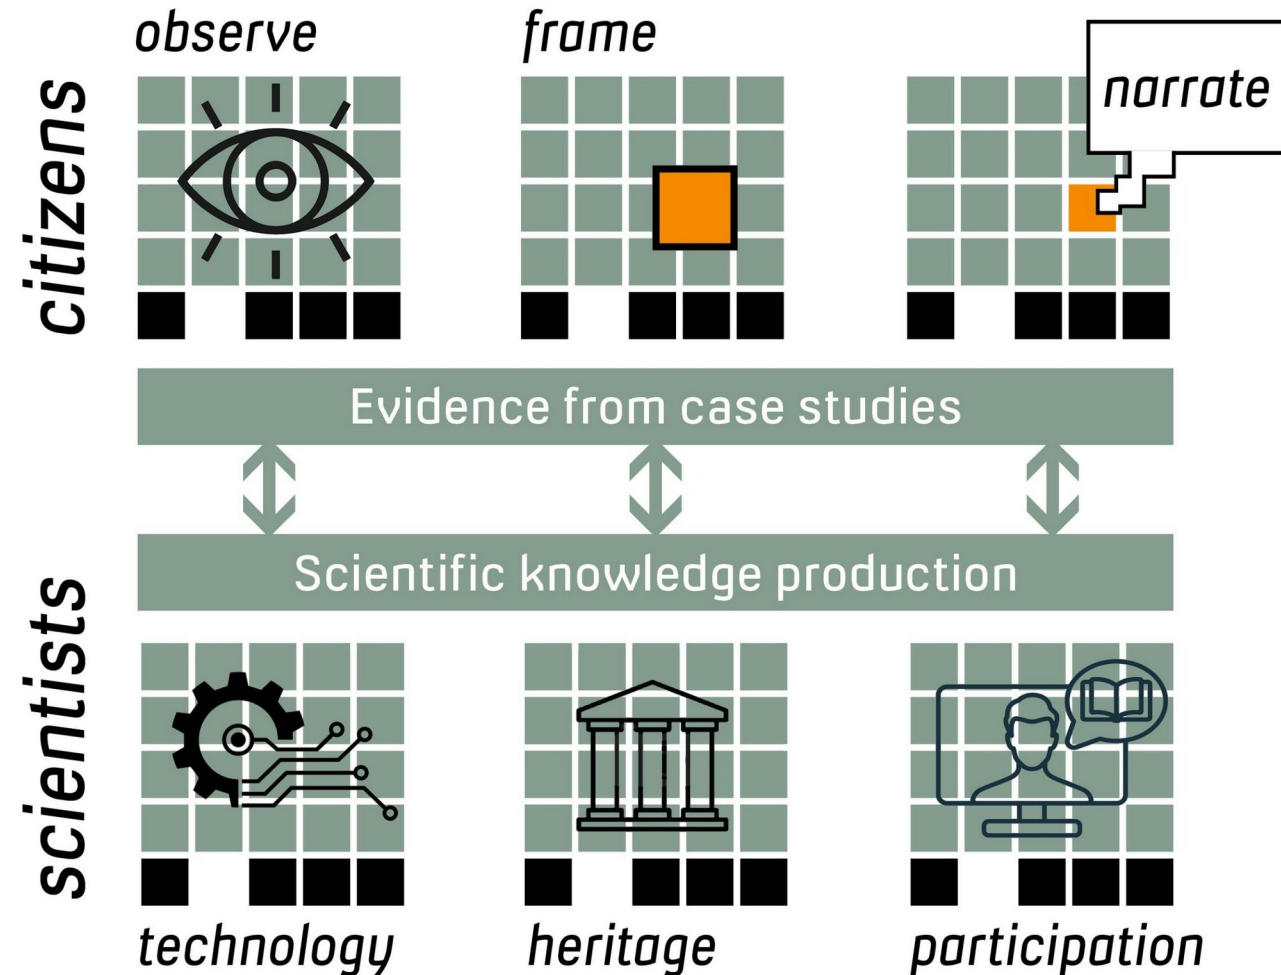 observe
frame
narrate
citizens
Evidence from case studies
Scientific knowledge production
scientists
technology
heritage
participation